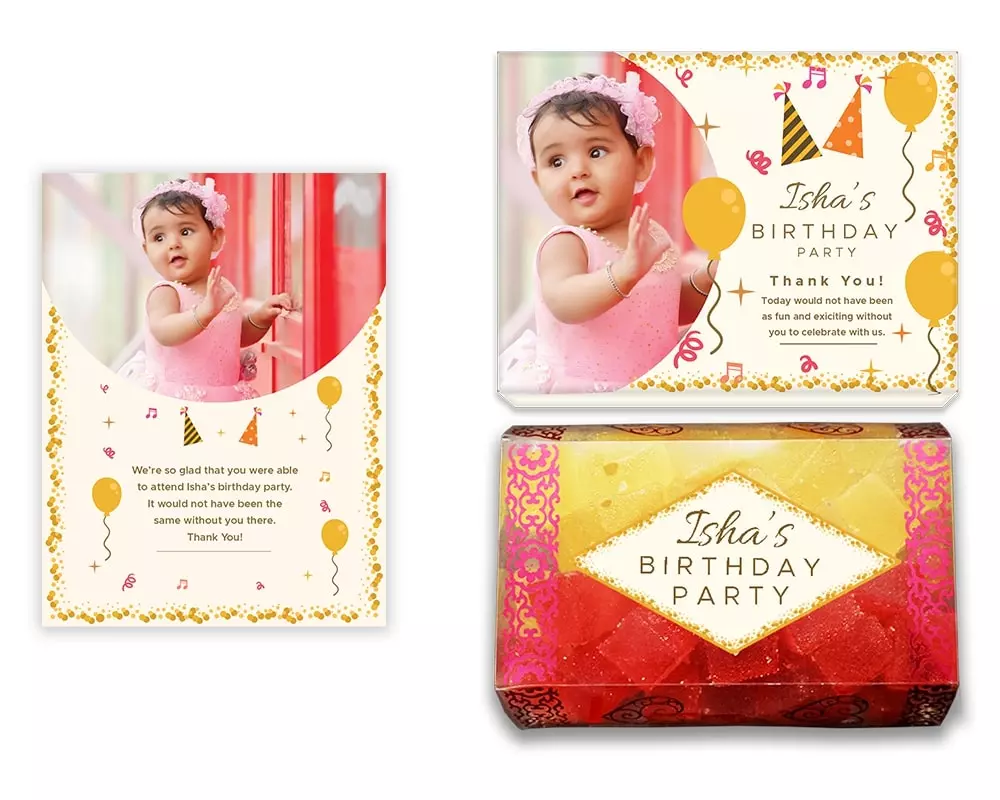 We're so glad that you were able
to attend Isha's birthday party.
It would not have been the
same without you there.
Thank You!
Isha's
BIRTHDAY
PARTY
Thank You!
Today would not have been
as fun and exiciting without
you to celebrate with us.
Isha's
BIRTHDAY
PARTY